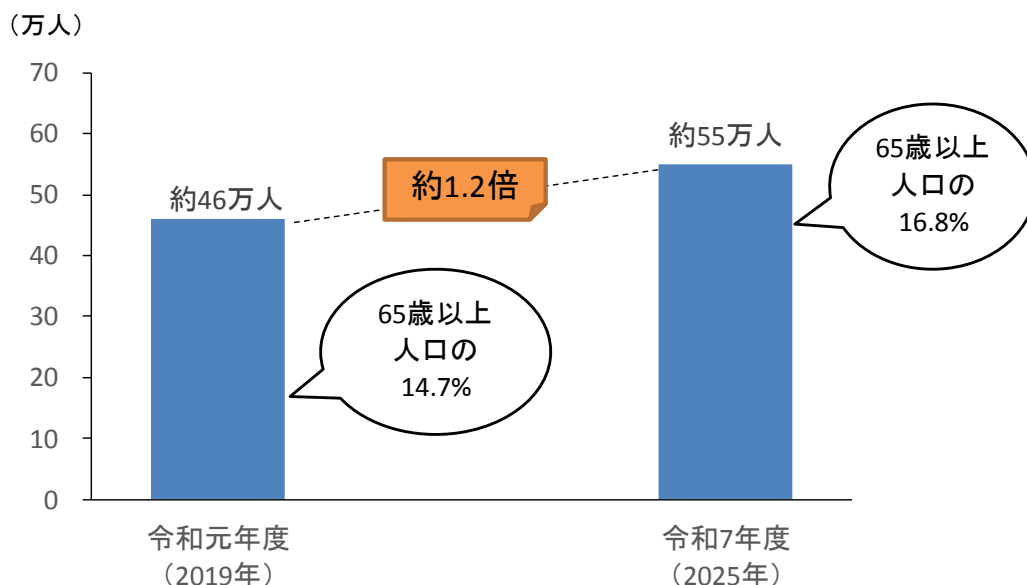 （万人）
70
60
50
40
30
20
10
0
約46万人
約1.2倍
約55万人
65歳以上
人口の
14.7%
65歳以上
人口の
16.8%
令和元年度
（2019年）
令和7年度
（2025年）